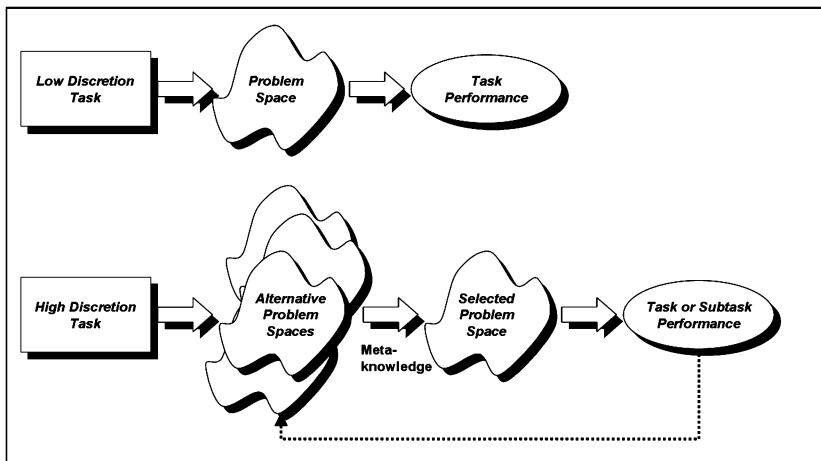 Low Discretion
Task
Problem
Space
Task
Performance
High Discretion
Task
Alternative
Problem
Spaces
Meta-
knowledge
Selected
Problem
Space
Task or Subtask
Performance